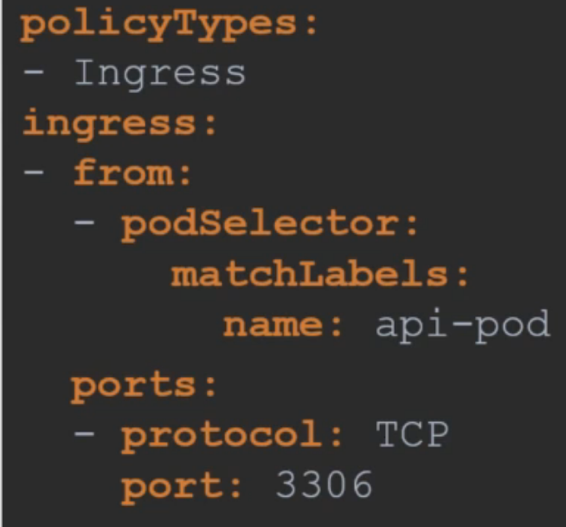 policyTypes:
- Ingress
ingress:
- from:
  - podSelector:
      matchLabels:
        name: api-pod
  ports:
  - protocol: TCP
    port: 3306